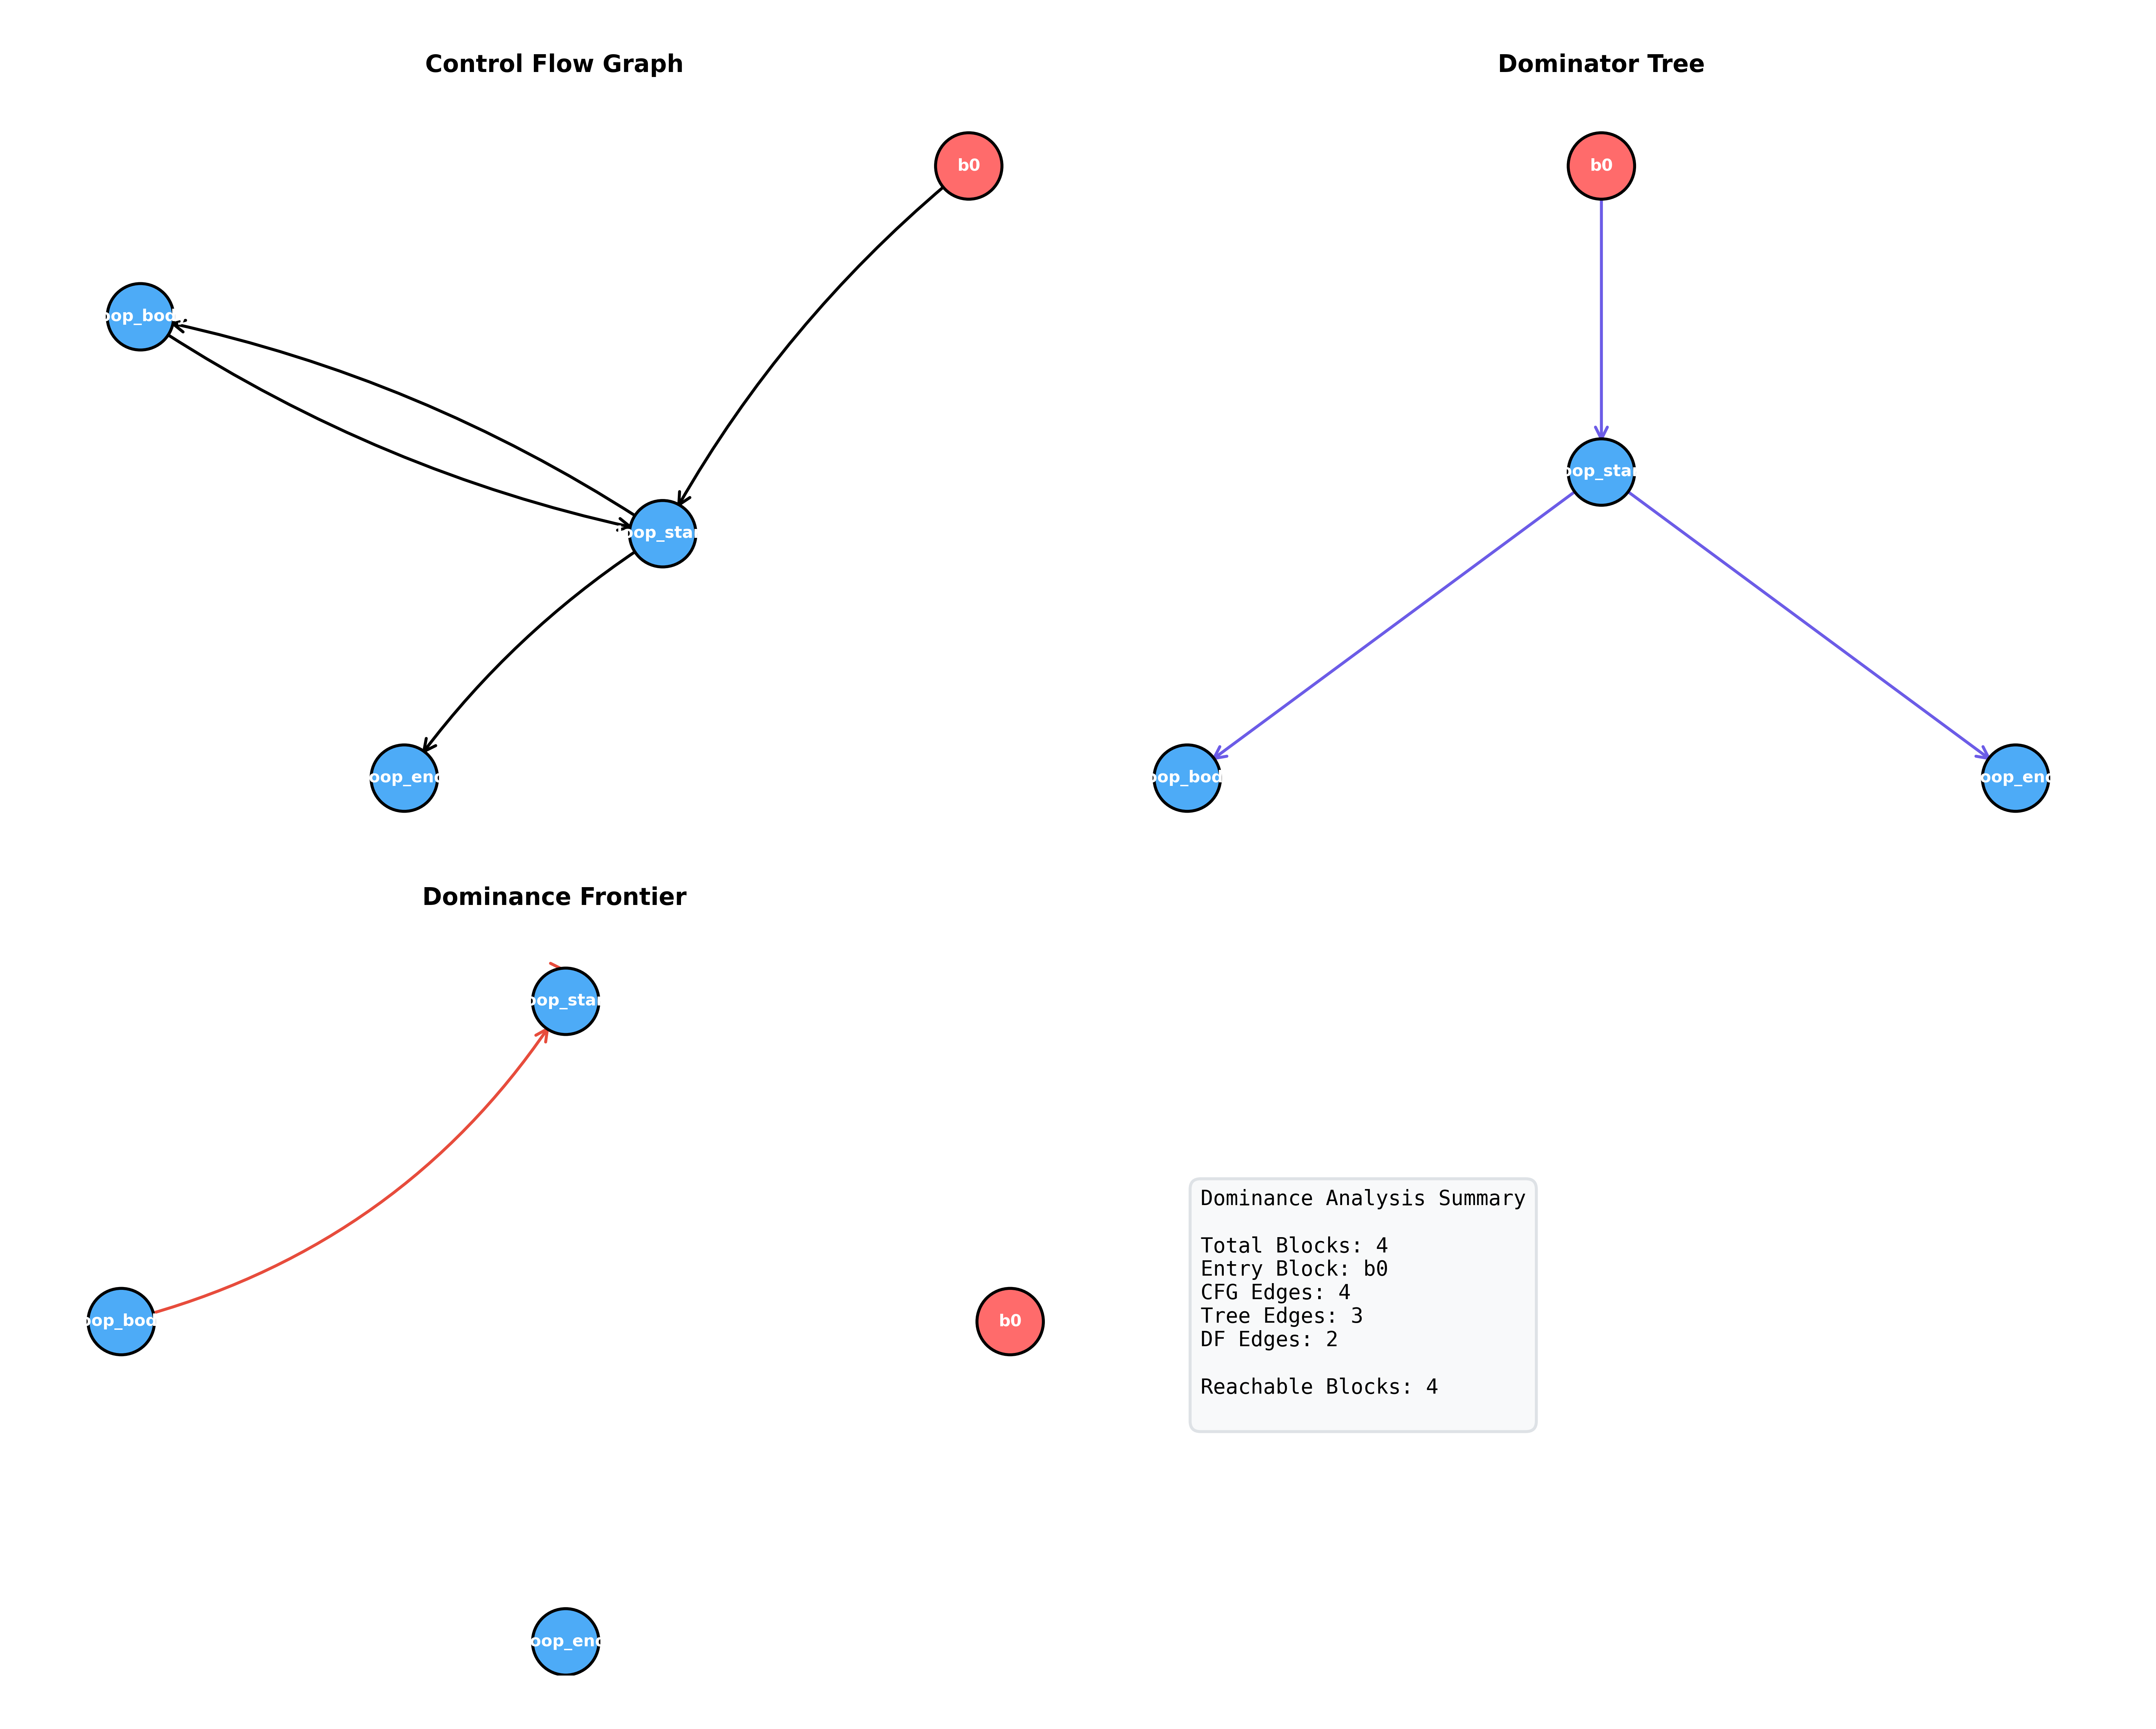 Control Flow Graph
Dominator Tree
b0
b0
oop_bod
oop_star
oop_star
oop_end
oop_bod
oop_end
Dominance Frontier
oop_star
oop_bod
b0
Dominance Analysis Summary
Total Blocks: 4
Entry Block: b0
CFG Edges: 4
Tree Edges: 3
DF Edges: 2
Reachable Blocks: 4
oop_end